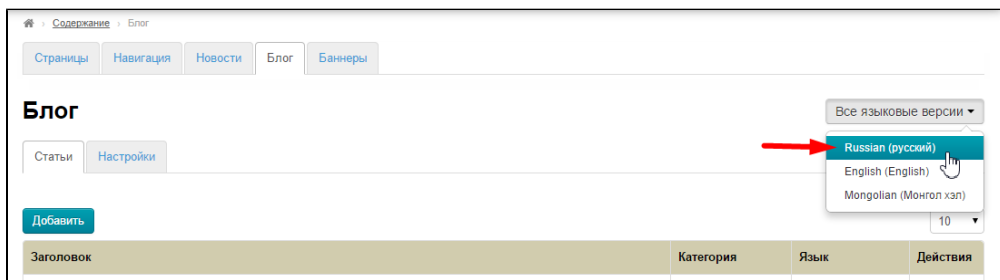 Содержание › Блог
Страницы Навигация Новости Блог Баннеры
Блог
Все языковые версии
Статьи Настройки
Russian (русский)
English (English)
Mongolian (Монгол хэл)
Добавить
10
Заголовок Категория Язык Действия